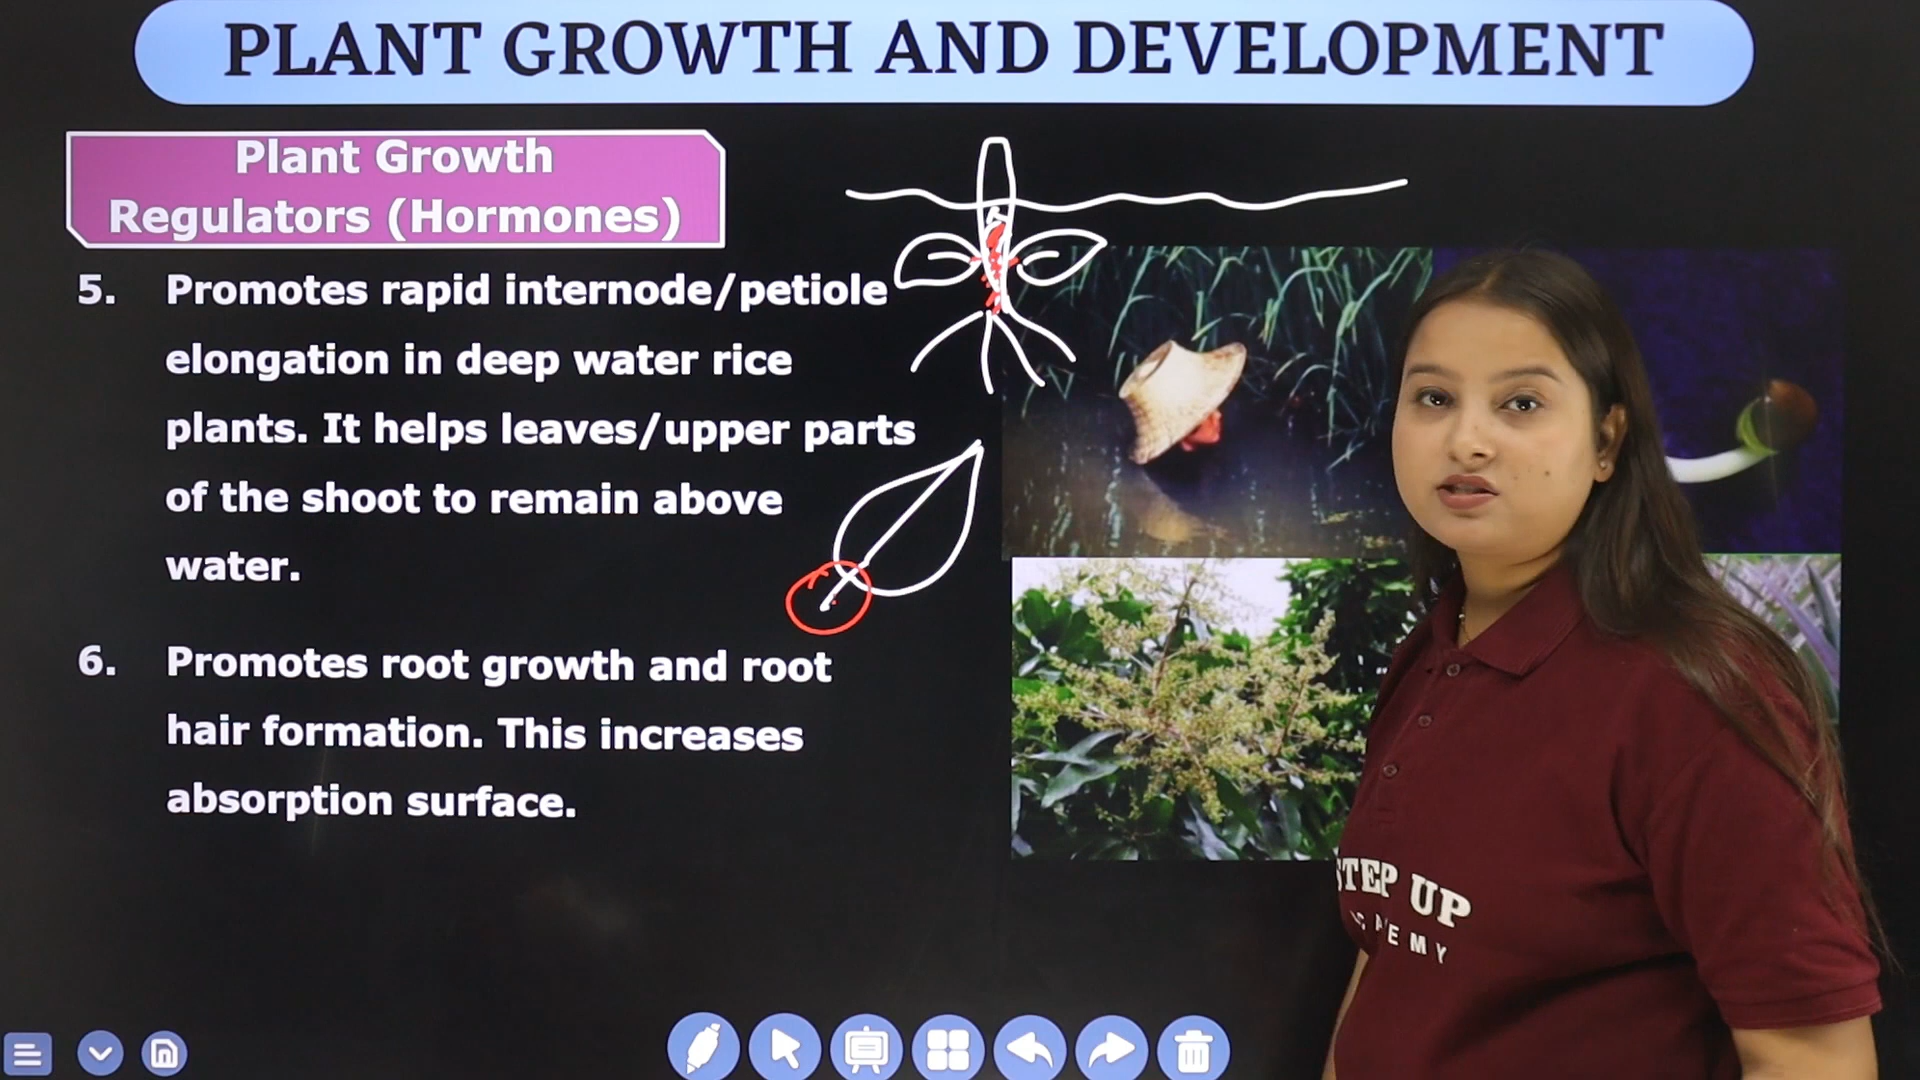 PLANT GROWTH AND DEVELOPMENT
Plant Growth
Regulators (Hormones)
5. Promotes rapid internode/petiole
elongation in deep water rice
plants. It helps leaves/upper parts
of the shoot to remain above
water.
6. Promotes root growth and root
hair formation. This increases
absorption surface.
STEP UP